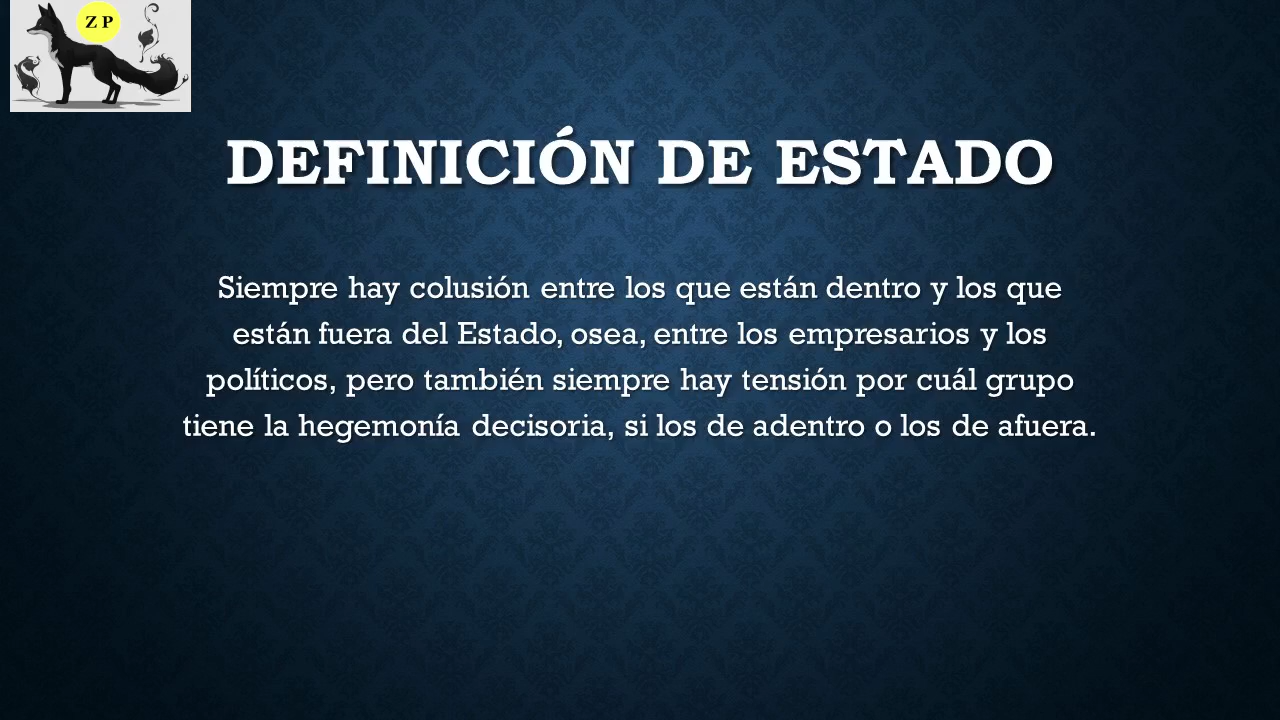 Z P
DEFINICIÓN DE ESTADO
Siempre hay colusión entre los que están dentro y los que
están fuera del Estado, osea, entre los empresarios y los
políticos, pero también siempre hay tensión por cuál grupo
tiene la hegemonía decisoria, si los de adentro o los de afuera.